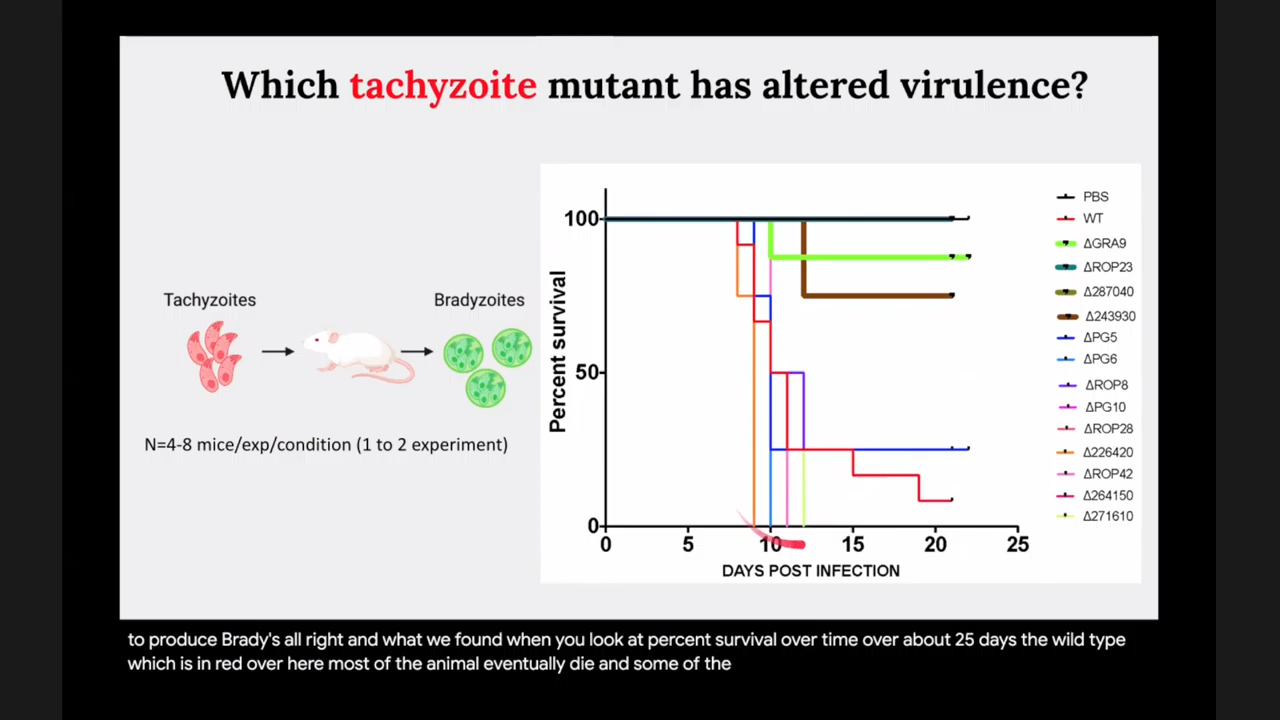 Which tachyzoite mutant has altered virulence?
Tachyzoites
Bradyzoites
N=4-8 mice/exp/condition (1 to 2 experiment)
Percent survival
100
50
0
0 5 10 15 20 25
DAYS POST INFECTION
PBS
WT
ΔGRA9
ΔROP23
Δ287040
Δ243930
ΔPG5
ΔPG6
ΔROP8
ΔPG10
ΔROP28
Δ226420
ΔROP42
Δ264150
Δ271610
to produce Brady's all right and what we found when you look at percent survival over time over about 25 days the wild type
which is in red over here most of the animal eventually die and some of the